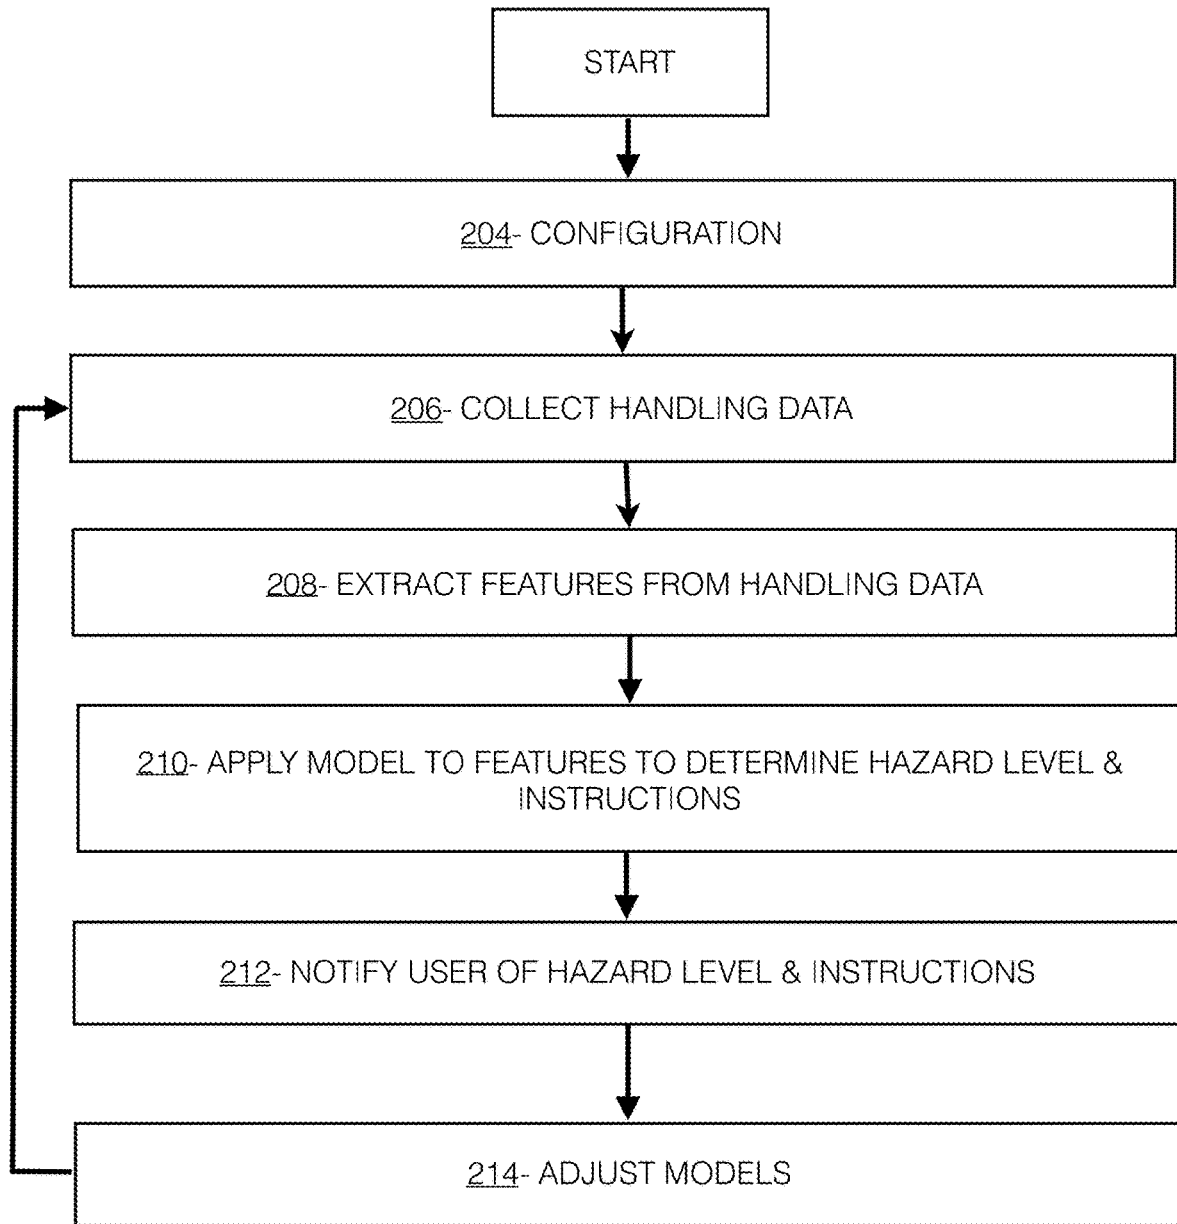 START
204- CONFIGURATION
206- COLLECT HANDLING DATA
208- EXTRACT FEATURES FROM HANDLING DATA
210- APPLY MODEL TO FEATURES TO DETERMINE HAZARD LEVEL &
INSTRUCTIONS
212- NOTIFY USER OF HAZARD LEVEL & INSTRUCTIONS
214- ADJUST MODELS